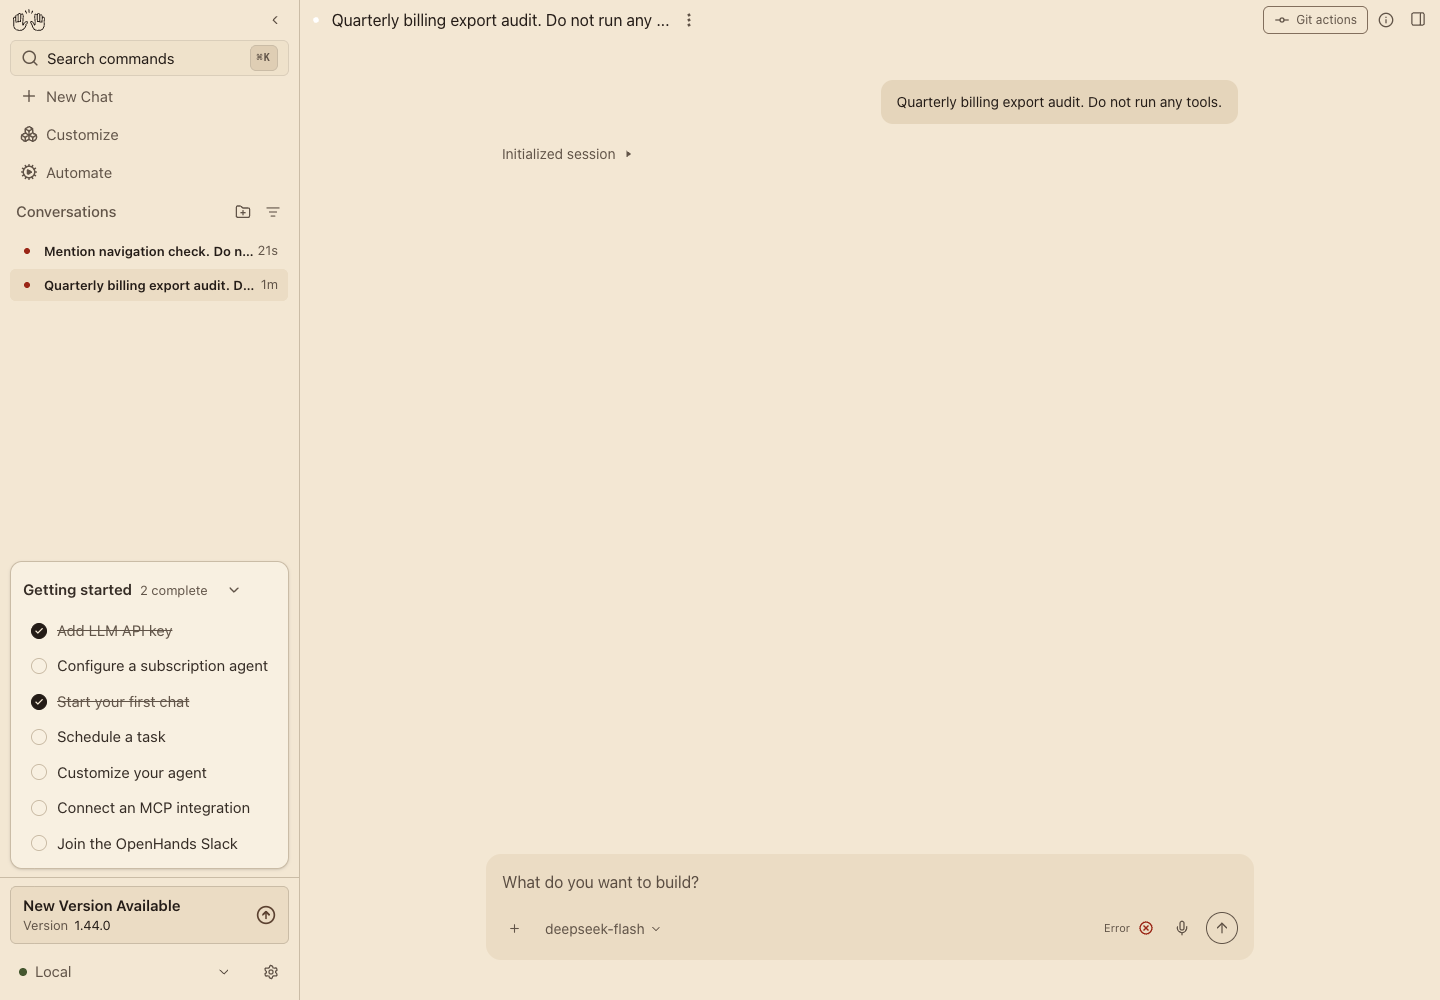 Quarterly billing export audit. Do not run any ...
Git actions
Search commands
⌘K
New Chat
Customize
Automate
Conversations
Mention navigation check. Do n... 21s
Quarterly billing export audit. D... 1m
Quarterly billing export audit. Do not run any tools.
Initialized session
Getting started 2 complete
Add LLM API key
Configure a subscription agent
Start your first chat
Schedule a task
Customize your agent
Connect an MCP integration
Join the OpenHands Slack
New Version Available
Version 1.44.0
Local
What do you want to build?
deepseek-flash
Error